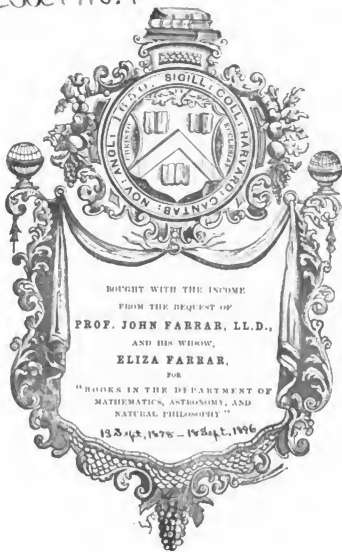 SIGILL: COL: HARVARD: CANTAB: NOV: ANGL: 1650.
CHRISTO
ECCLESIAE
BOUGHT WITH THE INCOME
FROM THE BEQUEST OF
PROF. JOHN FARRAR, LL.D.,
AND HIS WIDOW,
ELIZA FARRAR,
FOR
"BOOKS IN THE DEPARTMENT OF
MATHEMATICS, ASTRONOMY, AND
NATURAL PHILOSOPHY"
13 Sept, 1878 – 18 Sept, 1896